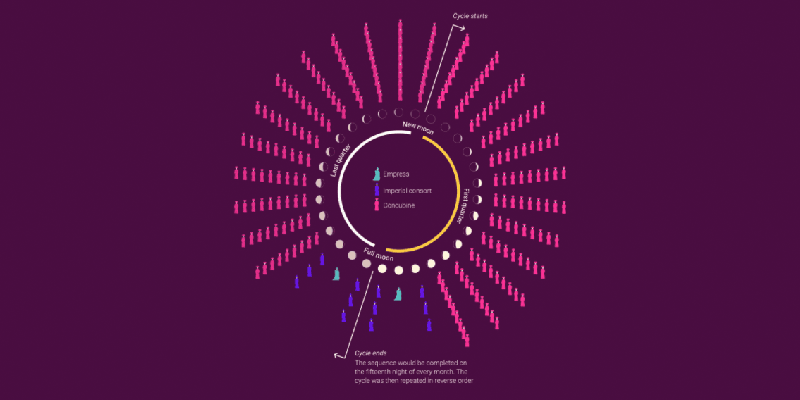 Cycle starts
New moon
Last quarter
First quarter
Empress
Imperial consort
Concubine
Full moon
Cycle ends
The sequence would be completed on
the fifteenth night of every month. The
cycle was then repeated in reverse order